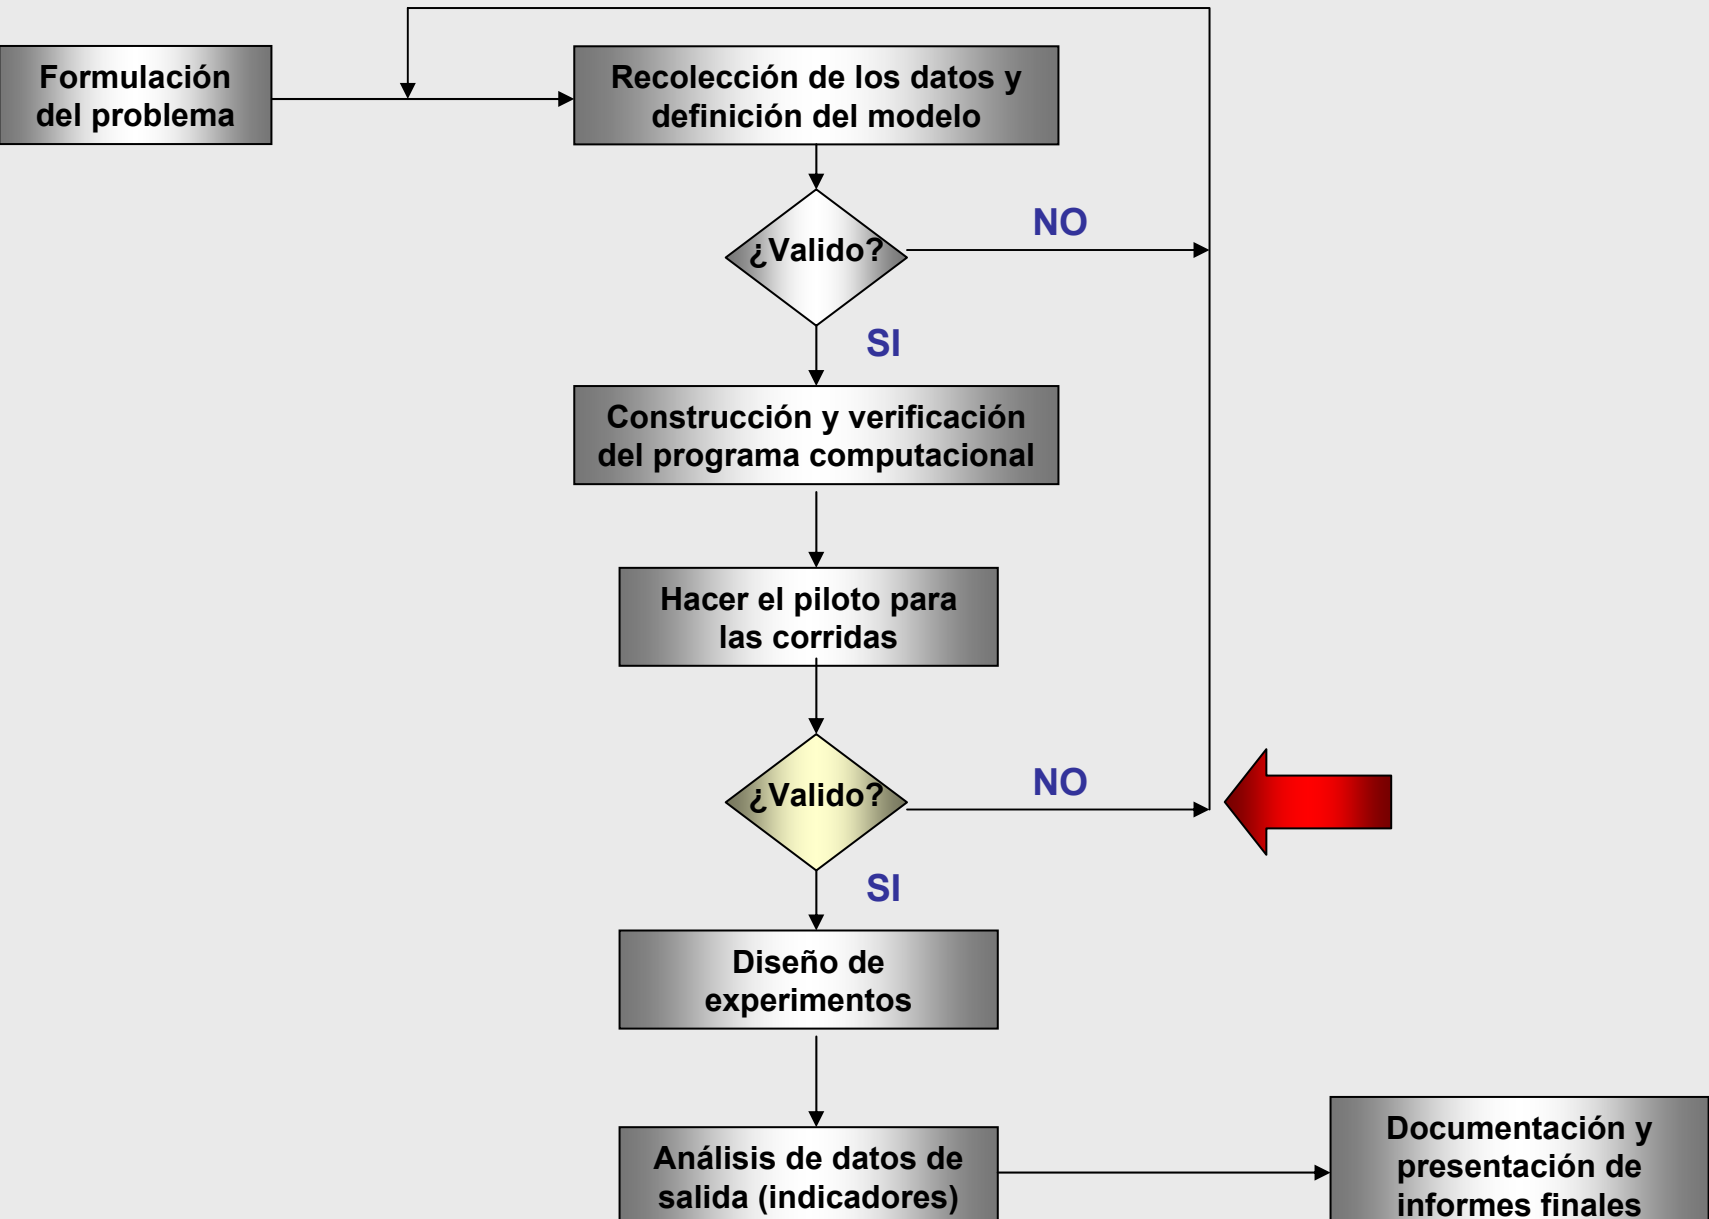 Formulación
del problema
Recolección de los datos y
definición del modelo
¿Valido?
NO
SI
Construcción y verificación
del programa computacional
Hacer el piloto para
las corridas
¿Valido?
NO
SI
Diseño de
experimentos
Análisis de datos de
salida (indicadores)
Documentación y
presentación de
informes finales